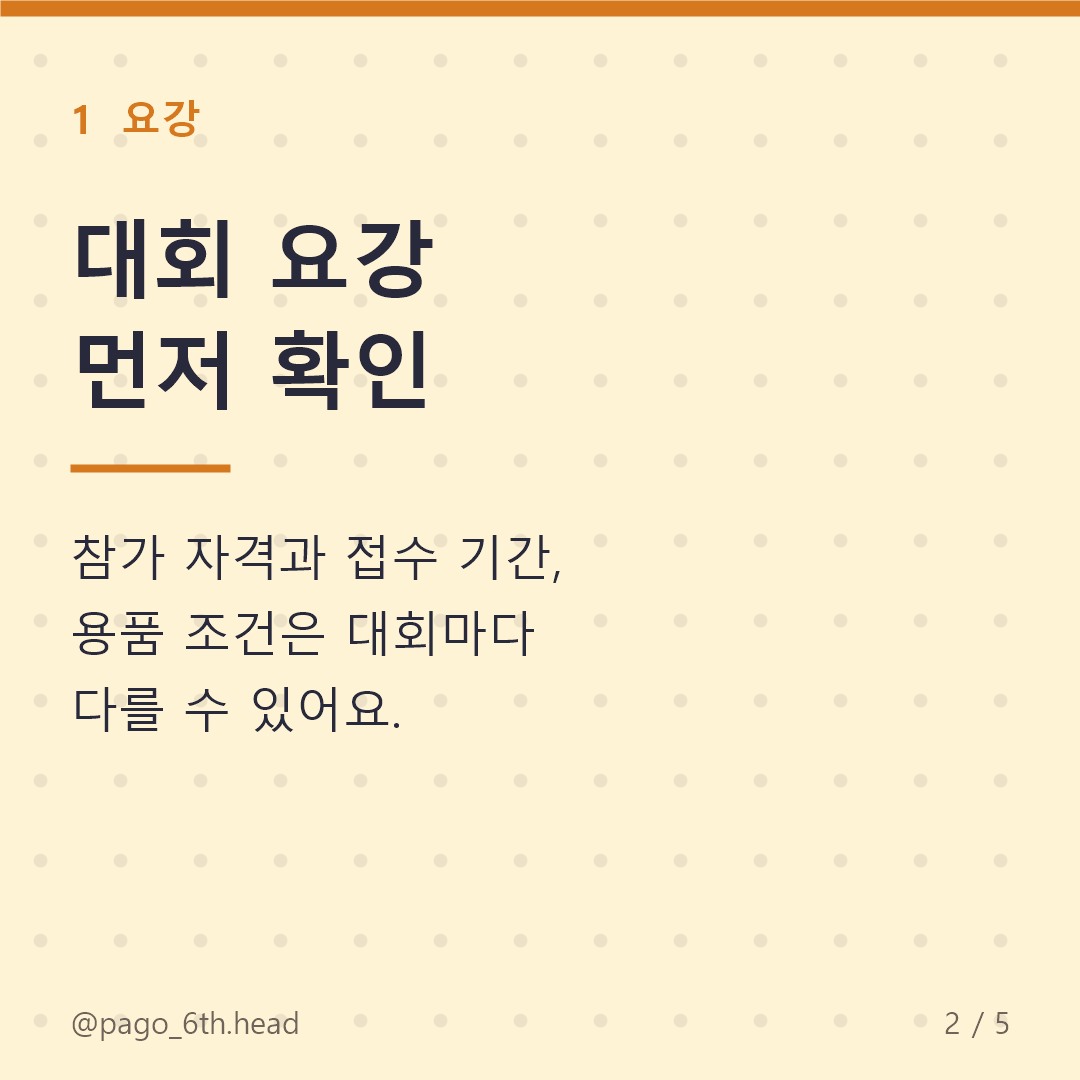 1 요강
대회 요강
먼저 확인
참가 자격과 접수 기간,
용품 조건은 대회마다
다를 수 있어요.
@pago_6th.head
2 / 5